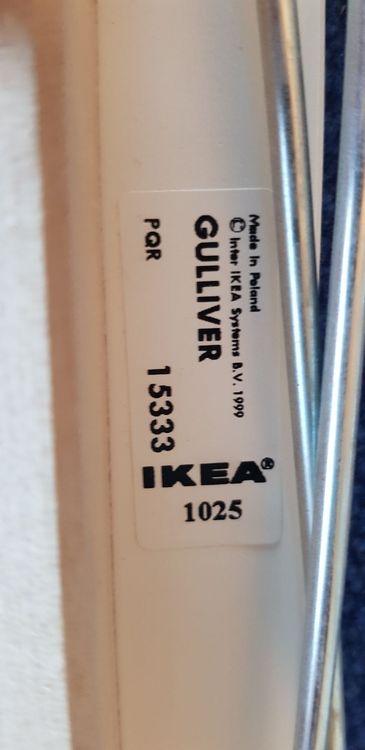 Made in Poland
© Inter IKEA Systems B.V. 1999
GULLIVER
PQR 15333
IKEA®
1025